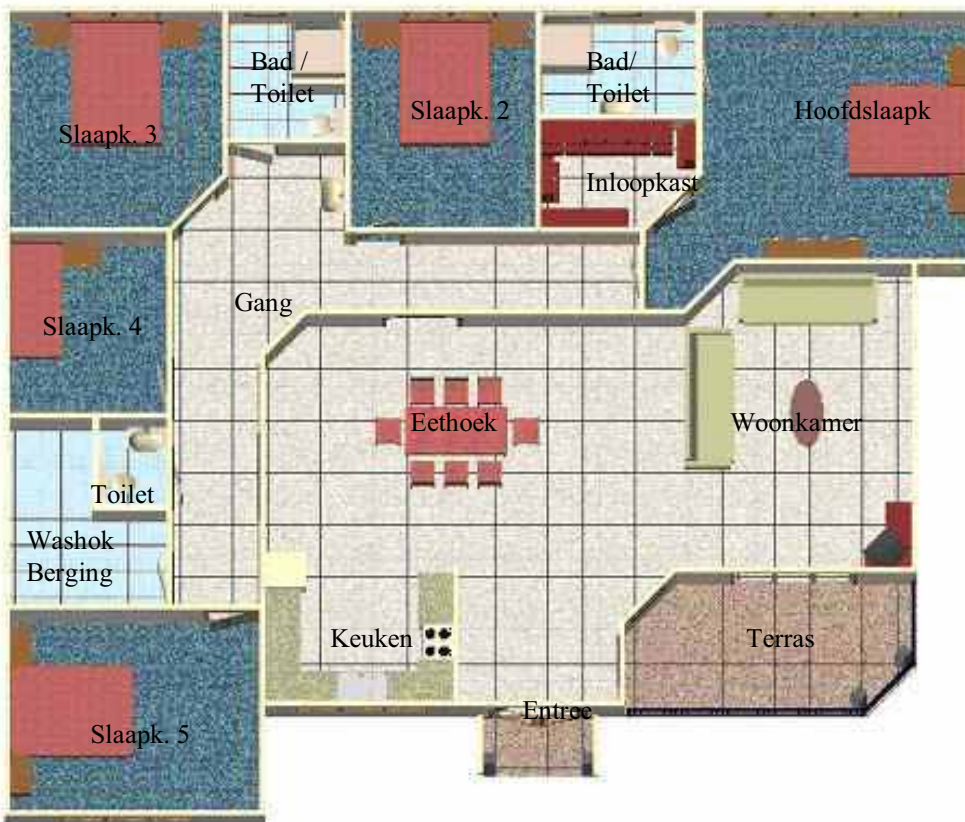 Bad /
Toilet
Bad/
Toilet
Slaapk. 3
Slaapk. 2
Hoofdslaapk
Inloopkast
Gang
Slaapk. 4
Eethoek
Woonkamer
Toilet
Washok
Berging
Keuken
Terras
Entree
Slaapk. 5